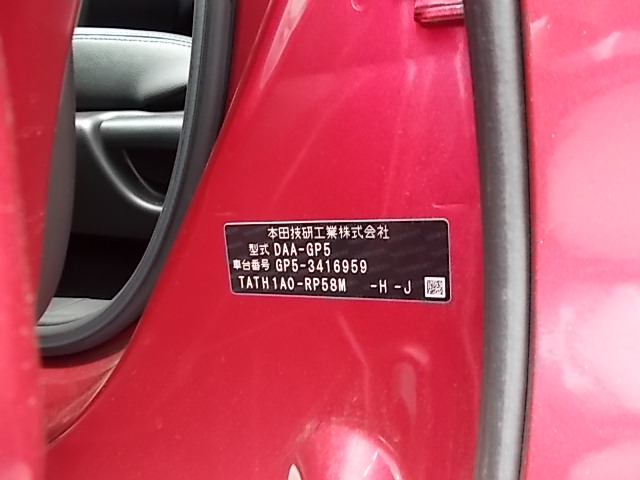 本田技研工業株式会社
型式 DAA-GP5
車台番号 GP5-3416959
TATH1A0-RP58M -H -J